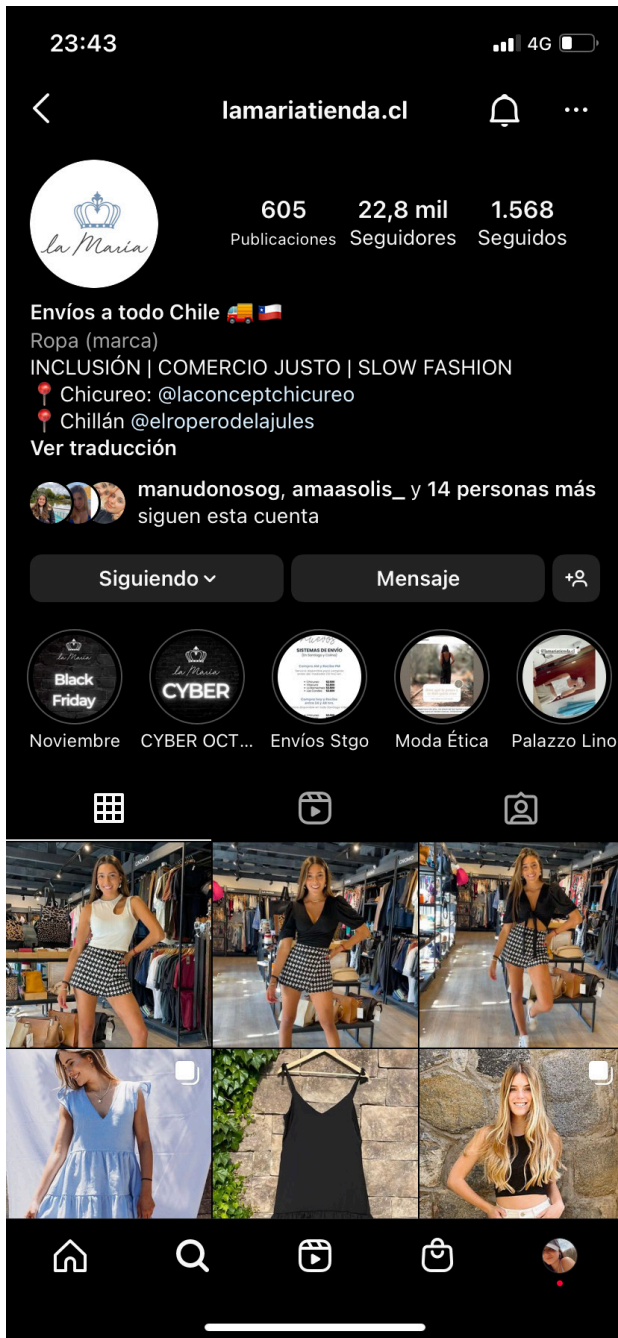 23:43
4G
lamariatienda.cl
la María
605
22,8 mil
1.568
Publicaciones
Seguidores
Seguidos
Envíos a todo Chile
Ropa (marca)
INCLUSIÓN | COMERCIO JUSTO | SLOW FASHION
Chicureo: @laconceptchicureo
Chillán @elroperodelajules
Ver traducción
manudonosog, amaasolis_ y 14 personas más
siguen esta cuenta
Siguiendo
Mensaje
la María
Black
Friday
la María
CYBER
SISTEMAS DE ENVÍO
Noviembre
CYBER OCT...
Envíos Stgo
Moda Ética
Palazzo Lino